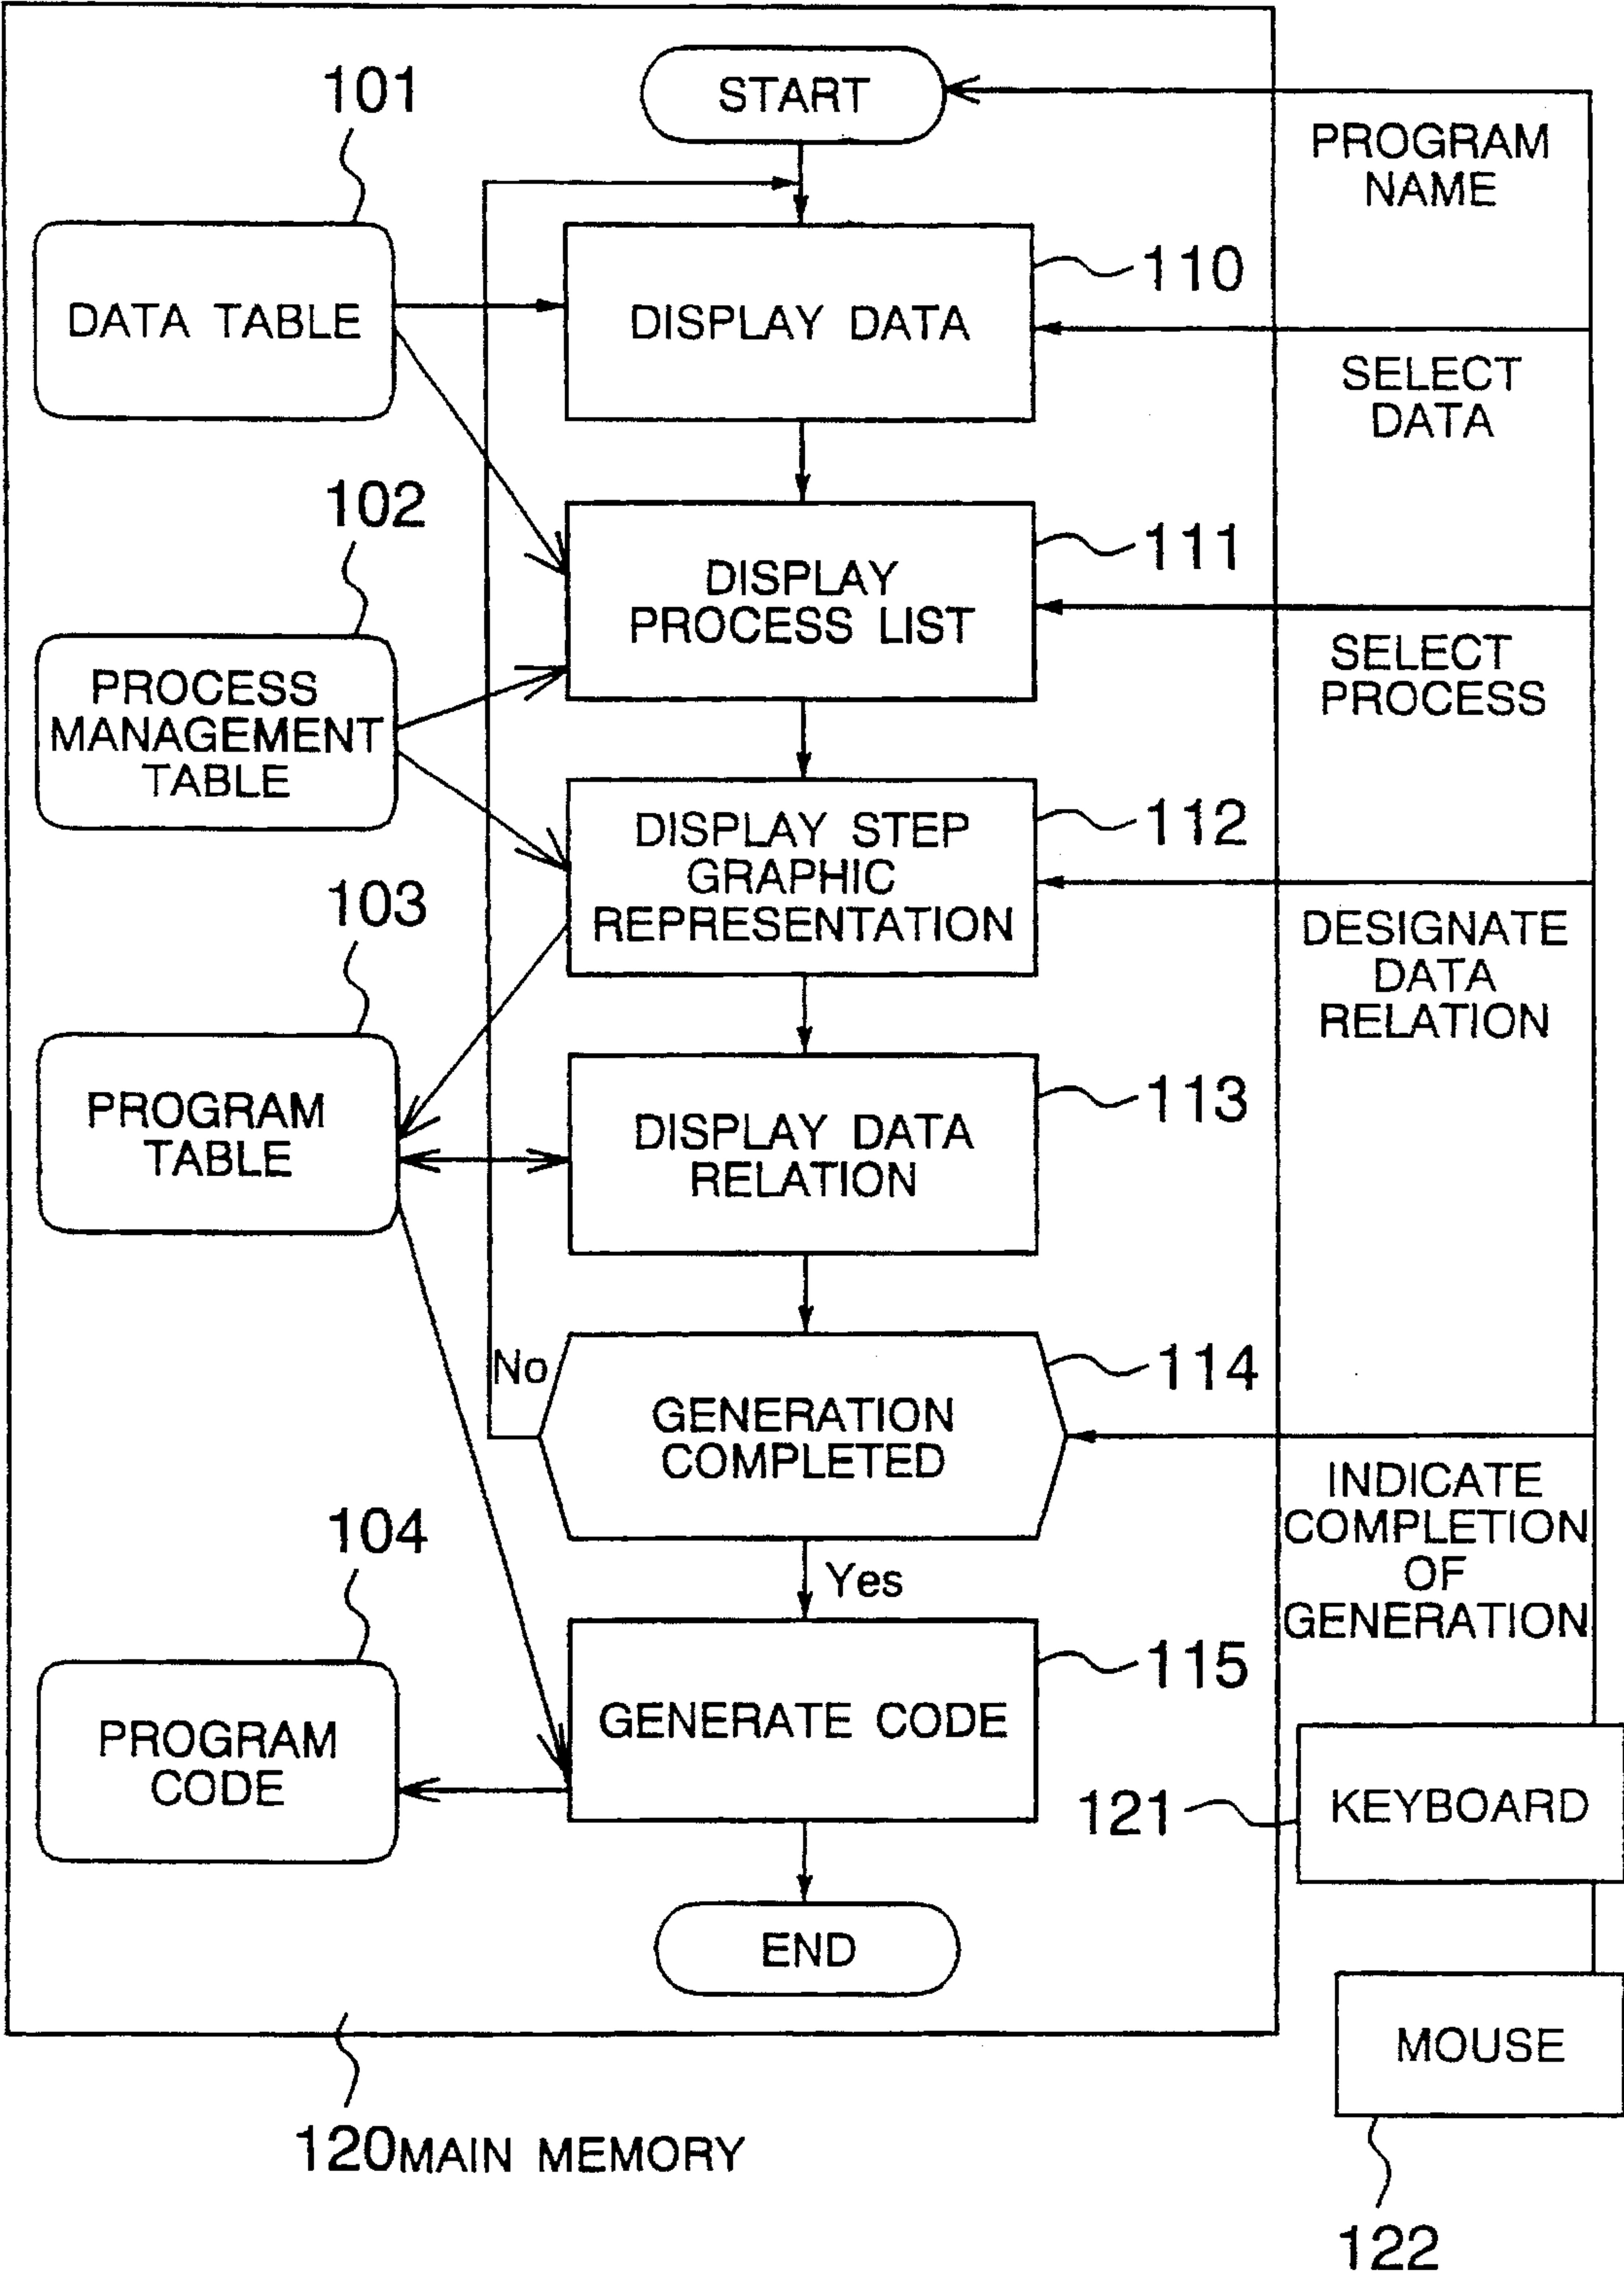 101
START
PROGRAM
NAME
DATA TABLE
DISPLAY DATA
110
SELECT
DATA
102
DISPLAY
PROCESS LIST
111
PROCESS
MANAGEMENT
TABLE
SELECT
PROCESS
DISPLAY STEP
GRAPHIC
REPRESENTATION
112
103
DESIGNATE
DATA
RELATION
PROGRAM
TABLE
DISPLAY DATA
RELATION
113
No
GENERATION
COMPLETED
114
INDICATE
COMPLETION
OF
GENERATION
Yes
104
GENERATE CODE
115
PROGRAM
CODE
121
KEYBOARD
END
MOUSE
120 MAIN MEMORY
122